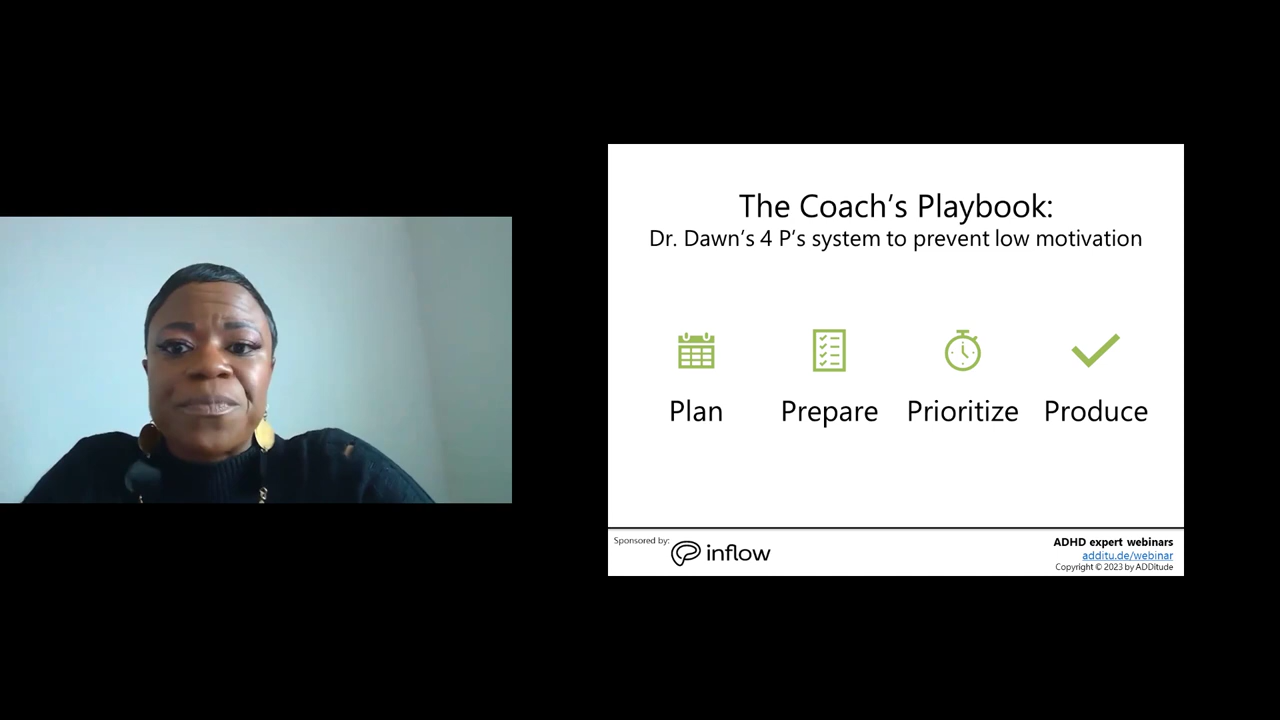 The Coach’s Playbook:
Dr. Dawn’s 4 P’s system to prevent low motivation
Plan
Prepare
Prioritize
Produce
Sponsored by:
inflow
ADHD expert webinars
additu.de/webinar
Copyright © 2023 by ADDitude